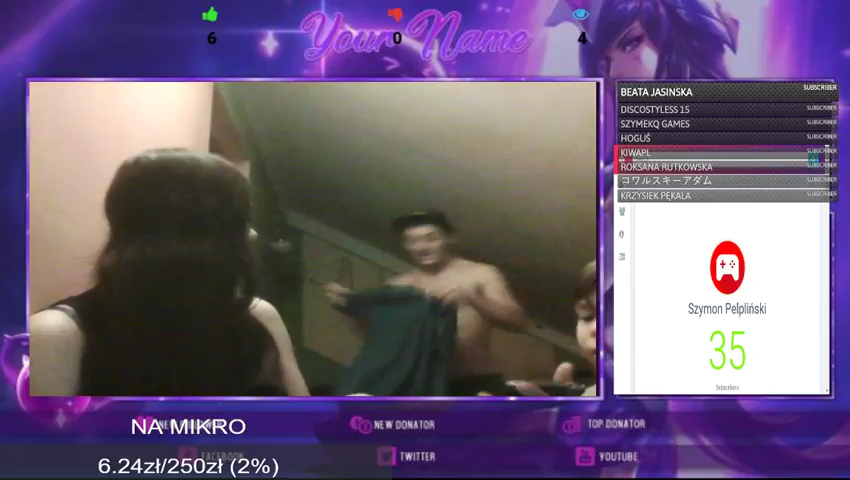 Your Name
6
0
4
BEATA JASINSKA SUBSCRIBER
DISCOSTYLESS 15 SUBSCRIBER
SZYMEKQ GAMES SUBSCRIBER
HOGUŚ SUBSCRIBER
KIWAPL SUBSCRIBER
ROKSANA RUTKOWSKA SUBSCRIBER
コワルスキーアダム SUBSCRIBER
KRZYSIEK PĘKALA SUBSCRIBER
Szymon Pelpliński
35
Subscribers
NA MIKRO
NEW DONATOR
TOP DONATOR
6.24zł/250zł (2%)
FACEBOOK
TWITTER
YOUTUBE